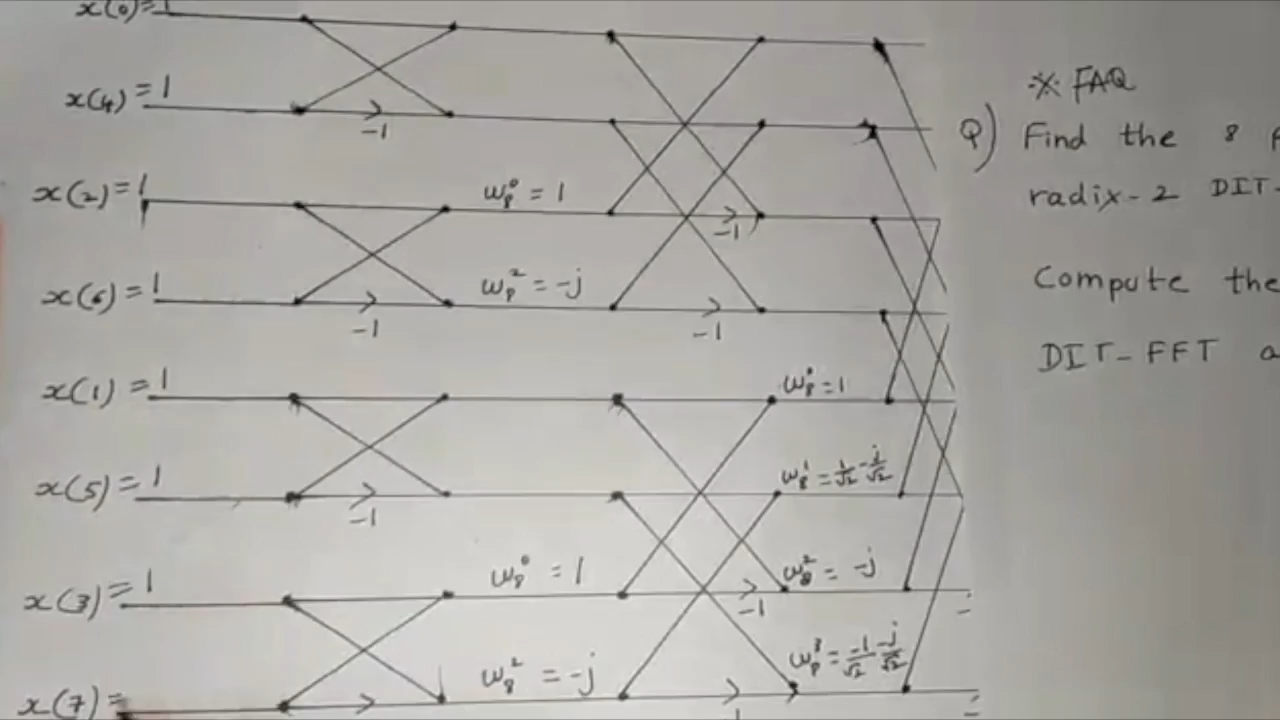 x(0)=1
x(4)=1
-1
x(2)=1
w₈⁰ = 1
-1
x(6)=1
w₈² = -j
-1
-1
x(1)=1
w₈⁰=1
x(5)=1
w₈¹ = 1/√2 - j/√2
-1
x(3)=1
w₈⁰ = 1
w₈² = -j
-1
x(7)=
w₈² = -j
w₈³ = -1/√2 - j/√2
-1
※ FAQ
Q) Find the 8
radix-2 DIT-
Compute the
DIT-FFT a